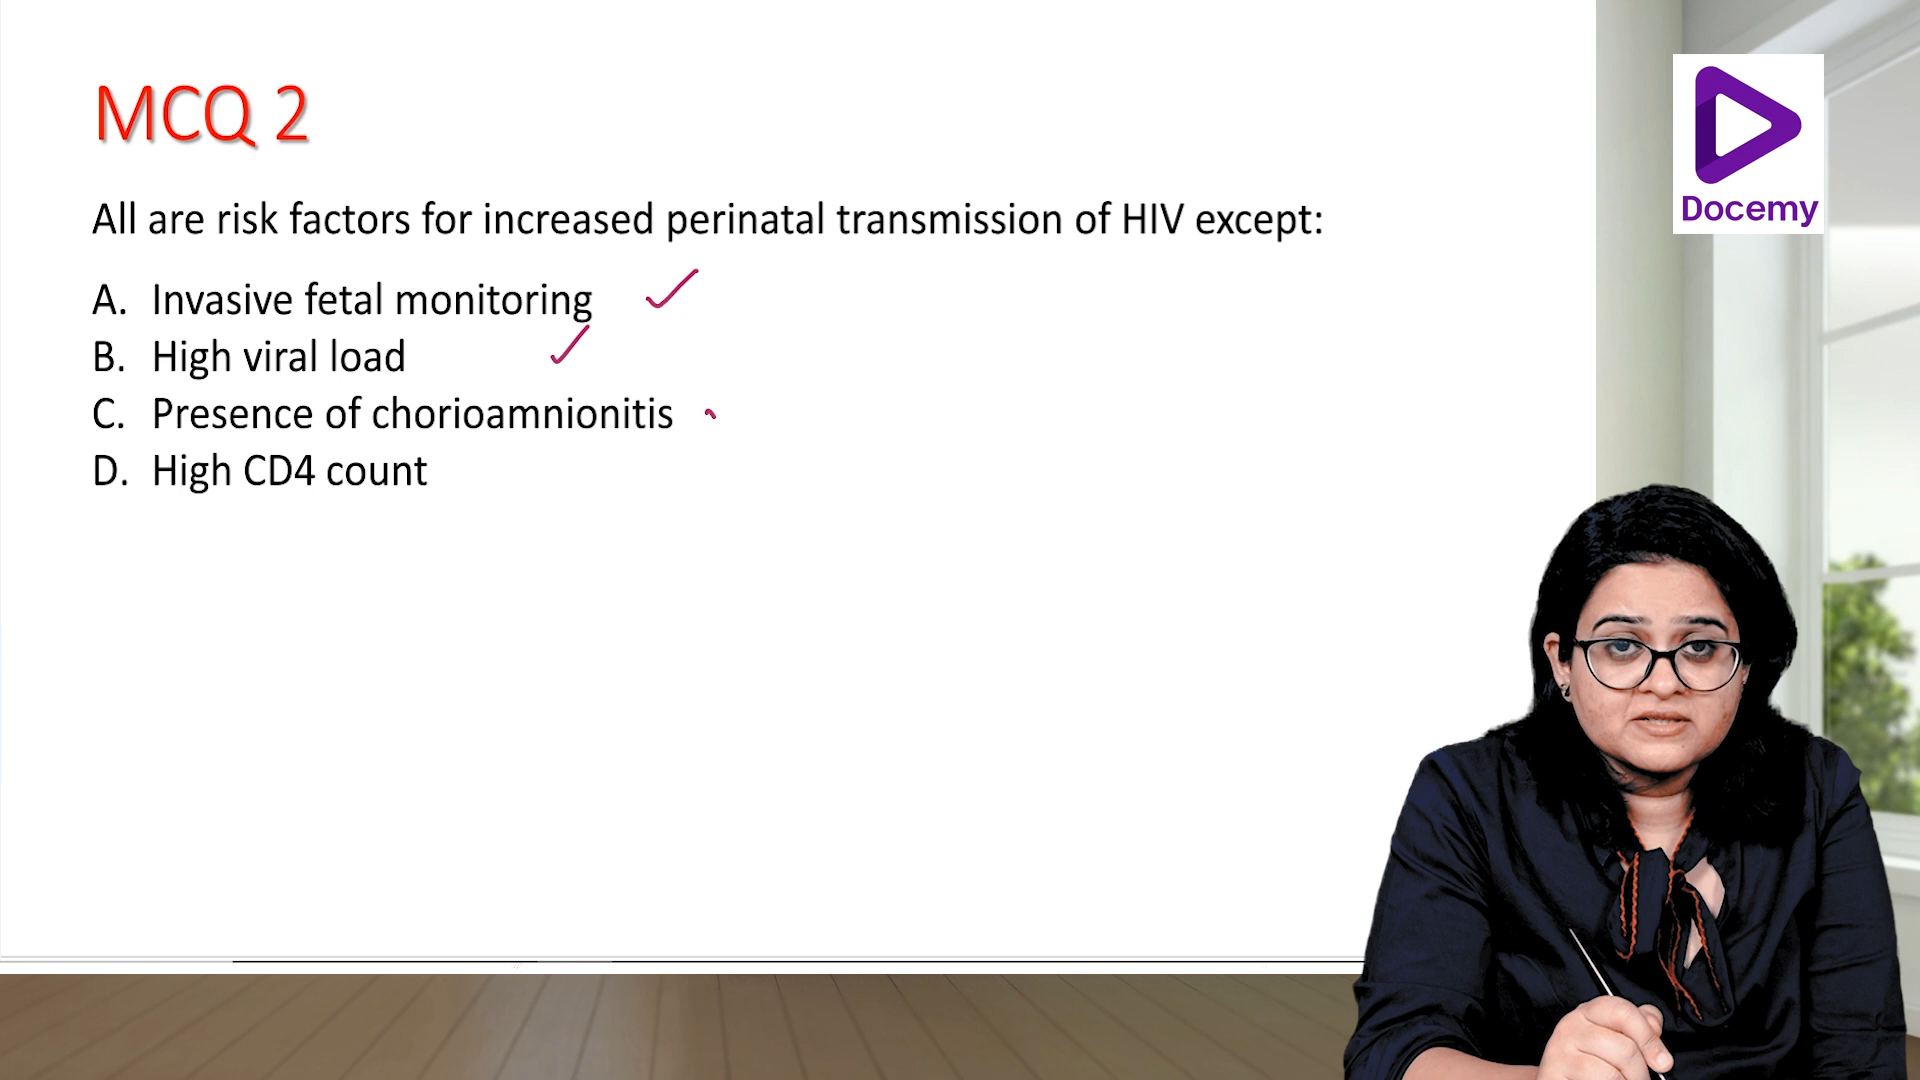 MCQ 2
All are risk factors for increased perinatal transmission of HIV except:
A. Invasive fetal monitoring
B. High viral load
C. Presence of chorioamnionitis
D. High CD4 count
Docemy